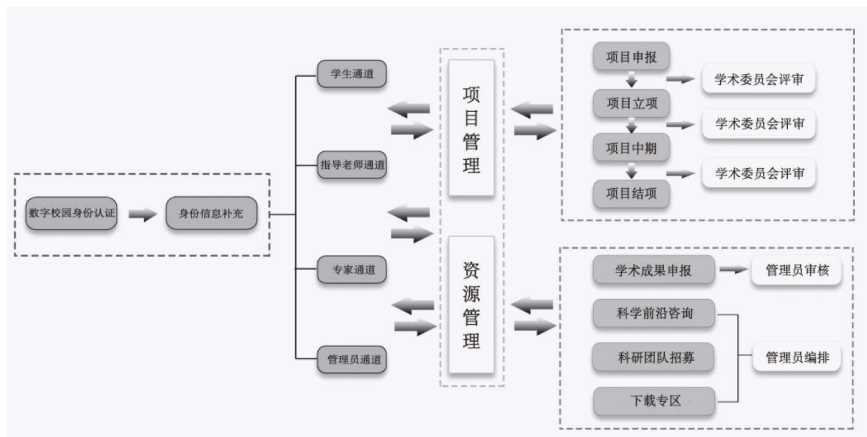 数字校园身份认证
身份信息补充
学生通道
指导老师通道
专家通道
管理员通道
项目管理
资源管理
项目申报
学术委员会评审
项目立项
学术委员会评审
项目中期
学术委员会评审
项目结项
学术成果申报
管理员审核
科学前沿咨询
科研团队招募
管理员编排
下载专区